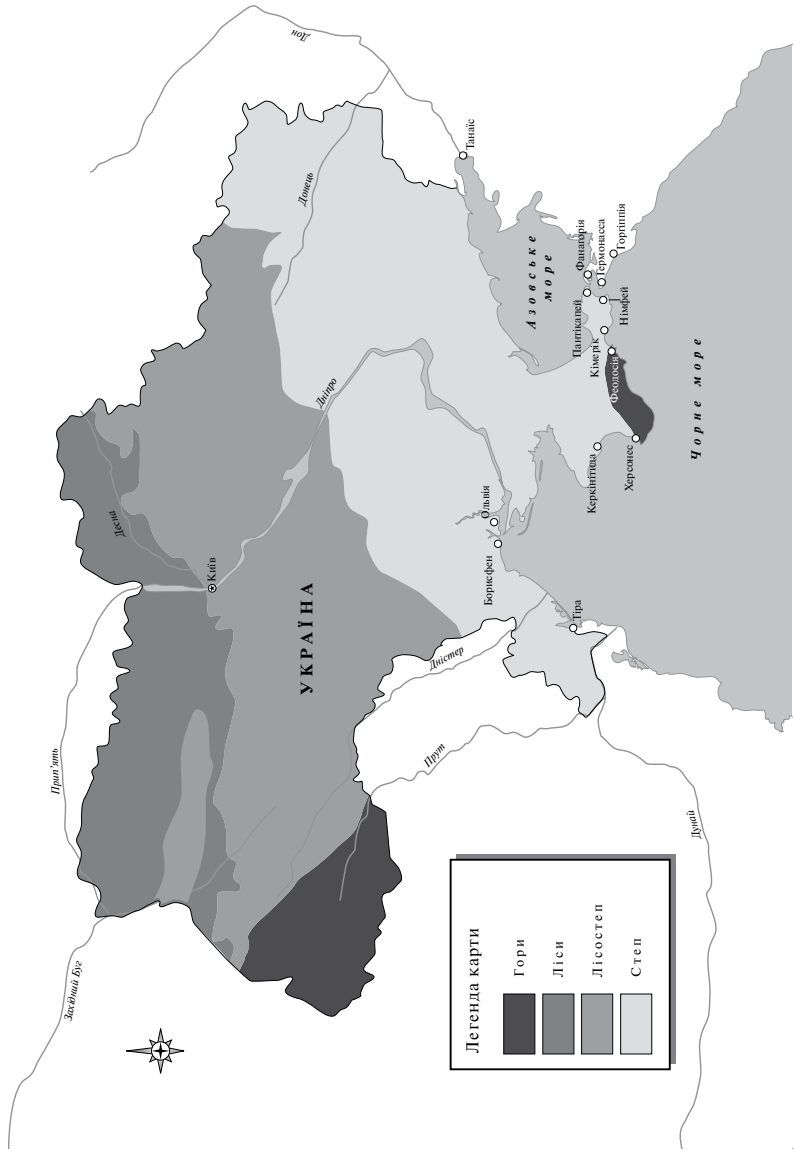 Західний Буг
Прип'ять
Десна
Дон
Донець
Київ
Дніпро
УКРАЇНА
Дністер
Прут
Дунай
Танаїс
Азовське
море
Борисфен
Ольвія
Тіра
Пантікапей
Фанагорія
Гермонасса
Горгіппія
Німфей
Кімерік
Феодосія
Керкінітида
Херсонес
Чорне море
Легенда карти
Гори
Ліси
Лісостеп
Степ